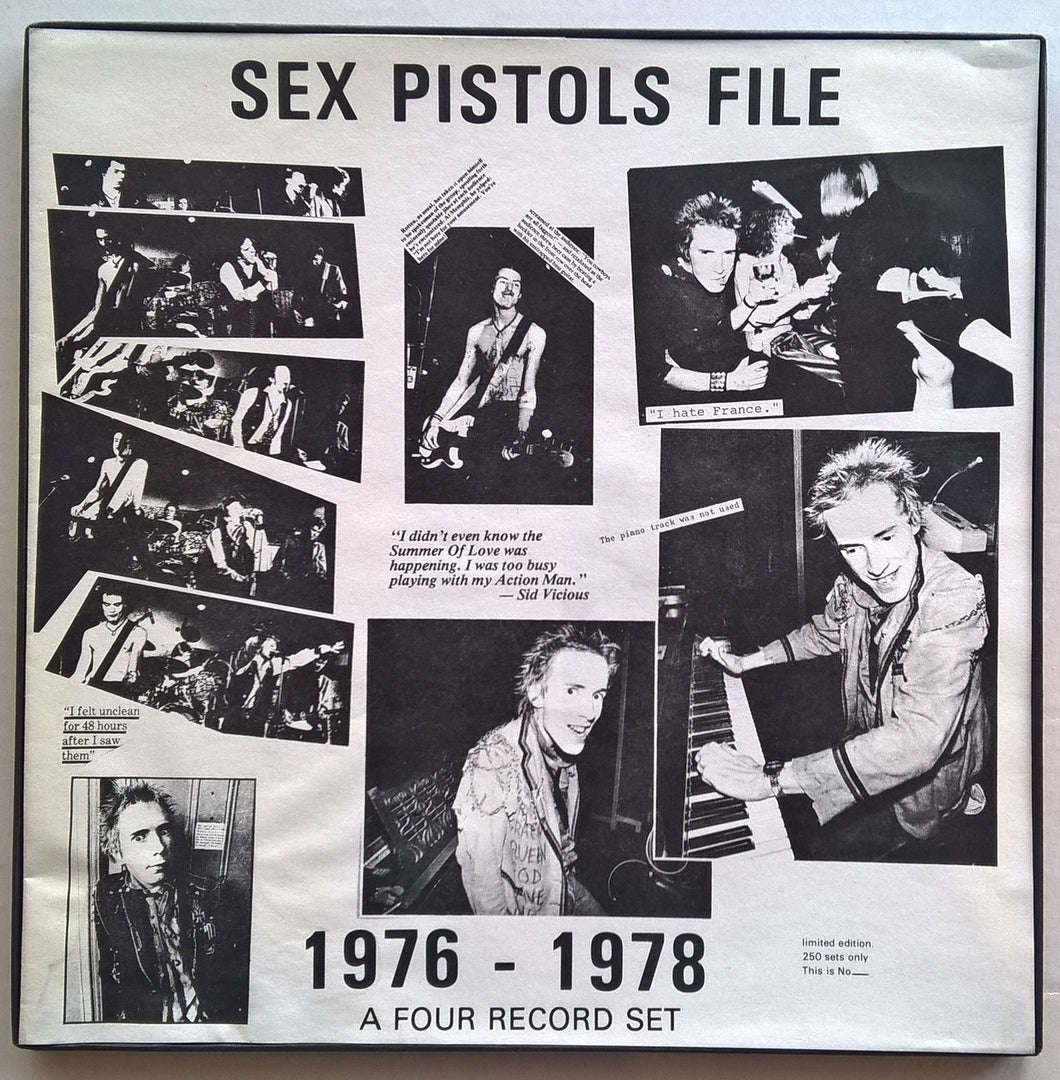 SEX PISTOLS FILE
"I hate France."
The piano track was not used
"I didn't even know the
Summer Of Love was
happening. I was too busy
playing with my Action Man."
— Sid Vicious
"I felt unclean
for 48 hours
after I saw
them"
1976 - 1978
A FOUR RECORD SET
limited edition.
250 sets only
This is No